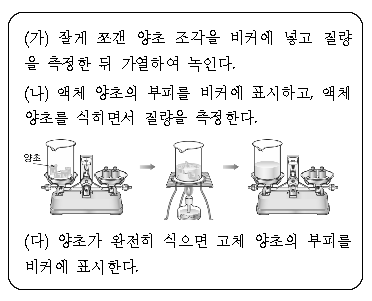 (가) 잘게 쪼갠 양초 조각을 비커에 넣고 질량
을 측정한 뒤 가열하여 녹인다.
(나) 액체 양초의 부피를 비커에 표시하고, 액체
양초를 식히면서 질량을 측정한다.
양초
(다) 양초가 완전히 식으면 고체 양초의 부피를
비커에 표시한다.